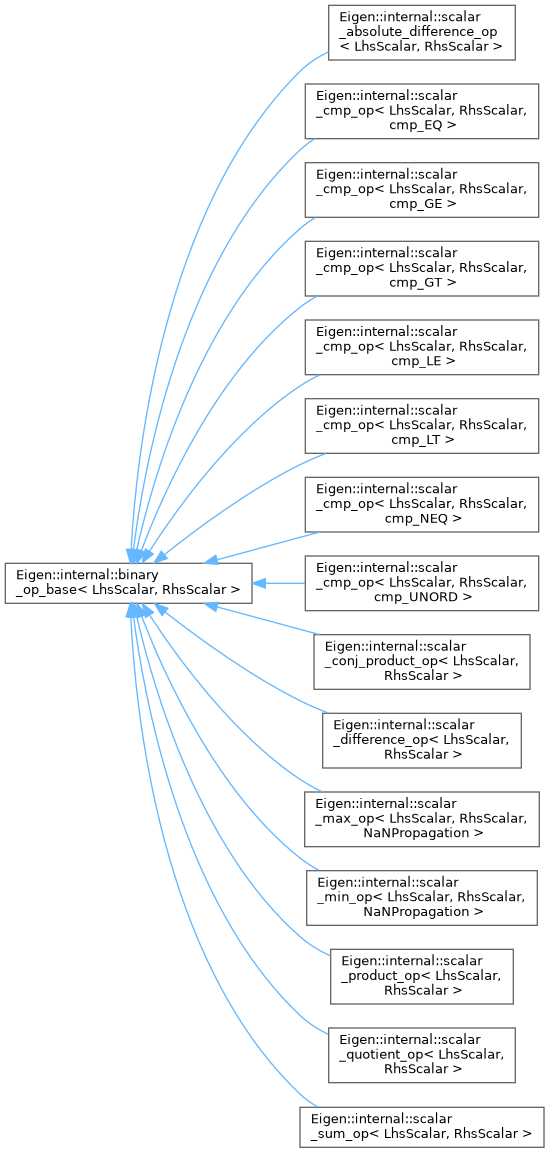 Eigen::internal::scalar
_absolute_difference_op
< LhsScalar, RhsScalar >
Eigen::internal::scalar
_cmp_op< LhsScalar, RhsScalar,
cmp_EQ >
Eigen::internal::scalar
_cmp_op< LhsScalar, RhsScalar,
cmp_GE >
Eigen::internal::scalar
_cmp_op< LhsScalar, RhsScalar,
cmp_GT >
Eigen::internal::scalar
_cmp_op< LhsScalar, RhsScalar,
cmp_LE >
Eigen::internal::scalar
_cmp_op< LhsScalar, RhsScalar,
cmp_LT >
Eigen::internal::scalar
_cmp_op< LhsScalar, RhsScalar,
cmp_NEQ >
Eigen::internal::binary
_op_base< LhsScalar, RhsScalar >
Eigen::internal::scalar
_cmp_op< LhsScalar, RhsScalar,
cmp_UNORD >
Eigen::internal::scalar
_conj_product_op< LhsScalar,
RhsScalar >
Eigen::internal::scalar
_difference_op< LhsScalar,
RhsScalar >
Eigen::internal::scalar
_max_op< LhsScalar, RhsScalar,
NaNPropagation >
Eigen::internal::scalar
_min_op< LhsScalar, RhsScalar,
NaNPropagation >
Eigen::internal::scalar
_product_op< LhsScalar,
RhsScalar >
Eigen::internal::scalar
_quotient_op< LhsScalar,
RhsScalar >
Eigen::internal::scalar
_sum_op< LhsScalar, RhsScalar >